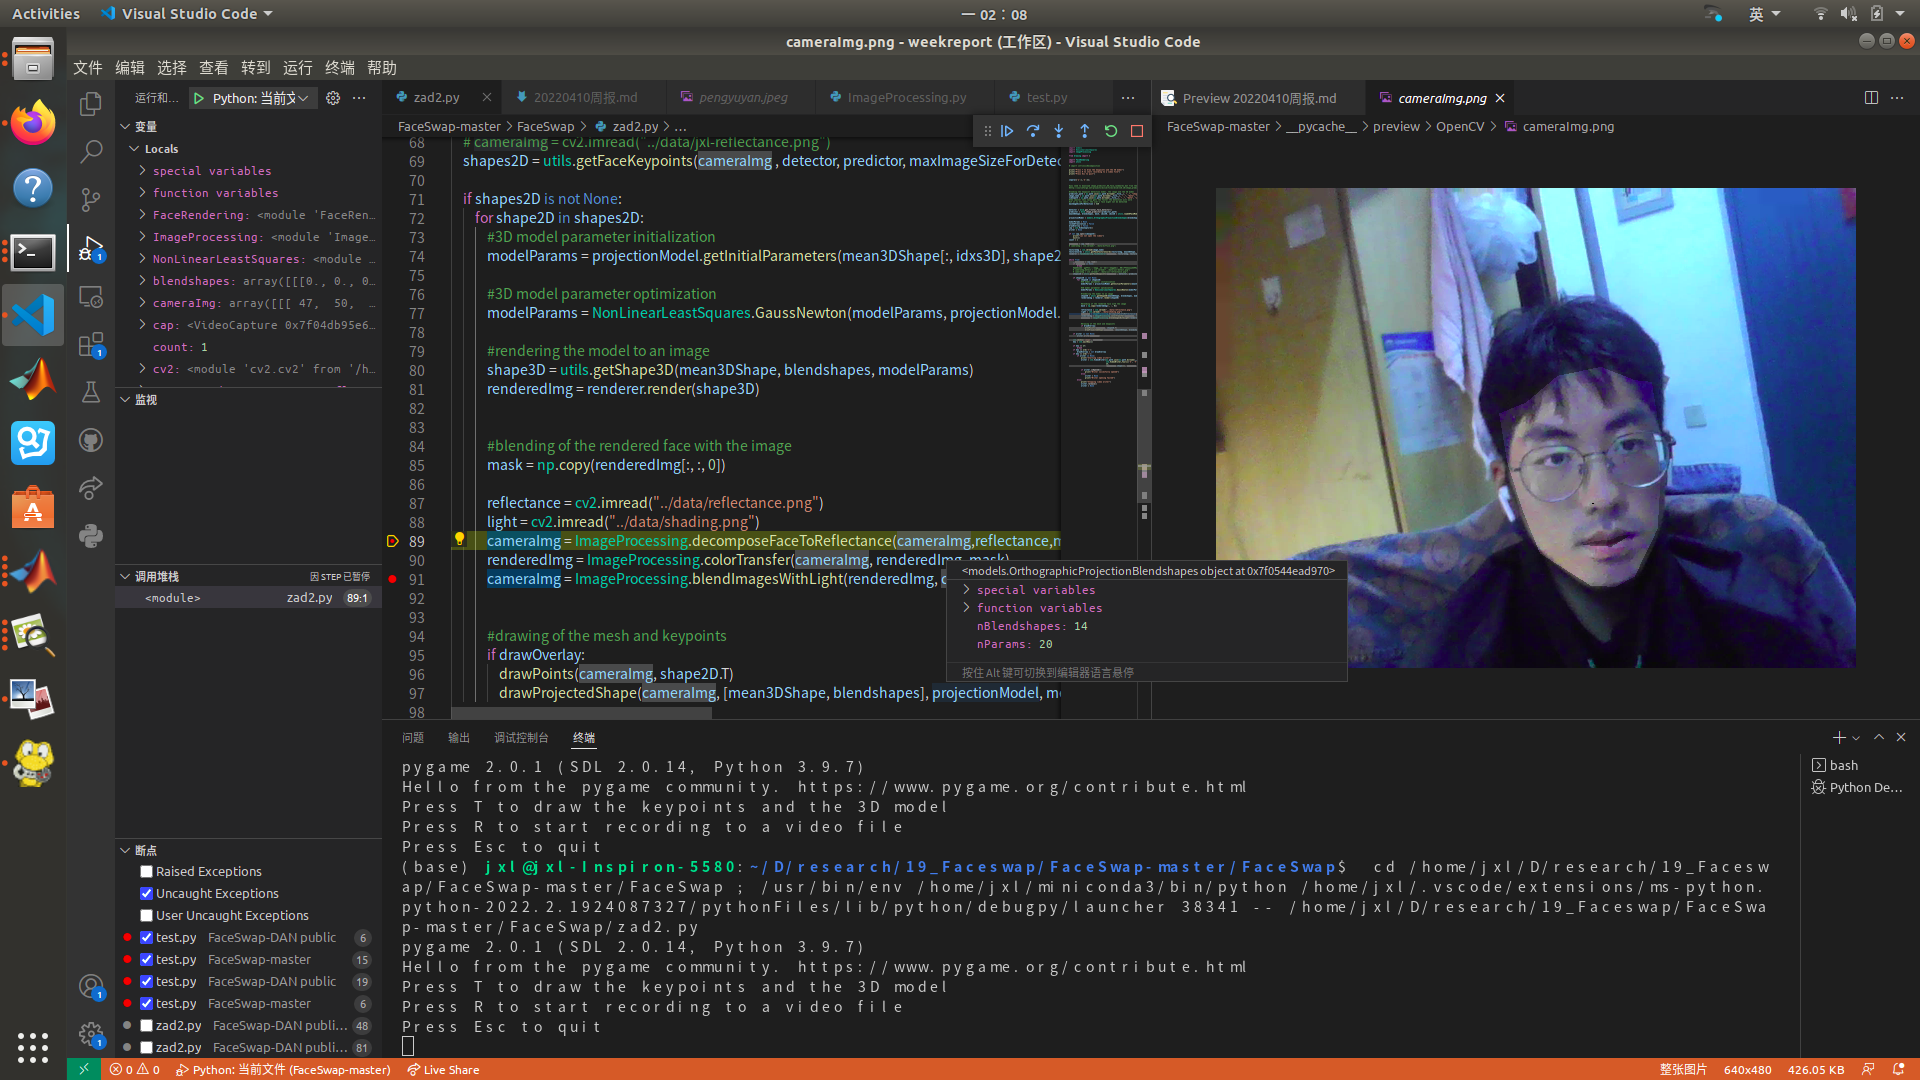 Activities Visual Studio Code 一 02：08 英
cameraImg.png - weekreport (工作区) - Visual Studio Code
文件 编辑 选择 查看 转到 运行 终端 帮助
运行和… Python: 当前文 zad2.py 20220410周报.md pengyuyan.jpeg ImageProcessing.py test.py Preview 20220410周报.md cameraImg.png
FaceSwap-master > FaceSwap > zad2.py > …
FaceSwap-master > __pycache__ > preview > OpenCV > cameraImg.png
变量
Locals
special variables
function variables
FaceRendering: <module 'FaceRen…
ImageProcessing: <module 'Image…
NonLinearLeastSquares: <module …
blendshapes: array([[[0., 0., 0…
cameraImg: array([[[ 47, 50, …
cap: <VideoCapture 0x7f04db95e6…
count: 1
cv2: <module 'cv2.cv2' from '/h…
监视
调用堆栈 因 STEP 已暂停
<module> zad2.py 89:1
断点
Raised Exceptions
Uncaught Exceptions
User Uncaught Exceptions
test.py FaceSwap-DAN public 6
test.py FaceSwap-master 15
test.py FaceSwap-DAN public 19
test.py FaceSwap-master 6
zad2.py FaceSwap-DAN publi… 48
zad2.py FaceSwap-DAN publi… 81
68 # cameraImg = cv2.imread("../data/jxl-reflectance.png")
69 shapes2D = utils.getFaceKeypoints(cameraImg , detector, predictor, maxImageSizeForDetec
70
71 if shapes2D is not None:
72 for shape2D in shapes2D:
73 #3D model parameter initialization
74 modelParams = projectionModel.getInitialParameters(mean3DShape[:, idxs3D], shape2
75
76 #3D model parameter optimization
77 modelParams = NonLinearLeastSquares.GaussNewton(modelParams, projectionModel.
78
79 #rendering the model to an image
80 shape3D = utils.getShape3D(mean3DShape, blendshapes, modelParams)
81 renderedImg = renderer.render(shape3D)
82
83
84 #blending of the rendered face with the image
85 mask = np.copy(renderedImg[:, :, 0])
86
87 reflectance = cv2.imread("../data/reflectance.png")
88 light = cv2.imread("../data/shading.png")
89 cameraImg = ImageProcessing.decomposeFaceToReflectance(cameraImg,reflectance,n
90 renderedImg = ImageProcessing.colorTransfer(cameraImg, renderedImg, mask)
91 cameraImg = ImageProcessing.blendImagesWithLight(renderedImg, c
92
93
94 #drawing of the mesh and keypoints
95 if drawOverlay:
96 drawPoints(cameraImg, shape2D.T)
97 drawProjectedShape(cameraImg, [mean3DShape, blendshapes], projectionModel, mo
98
<models.OrthographicProjectionBlendshapes object at 0x7f0544ead970>
special variables
function variables
nBlendshapes: 14
nParams: 20
按住 Alt 键可切换到编辑器语言悬停
问题 输出 调试控制台 终端
pygame 2.0.1 (SDL 2.0.14, Python 3.9.7)
Hello from the pygame community. https://www.pygame.org/contribute.html
Press T to draw the keypoints and the 3D model
Press R to start recording to a video file
Press Esc to quit
(base) jxl@jxl-Inspiron-5580:~/D/research/19_Faceswap/FaceSwap-master/FaceSwap$ cd /home/jxl/D/research/19_Facesw
ap/FaceSwap-master/FaceSwap ; /usr/bin/env /home/jxl/miniconda3/bin/python /home/jxl/.vscode/extensions/ms-python.
python-2022.2.1924087327/pythonFiles/lib/python/debugpy/launcher 38341 -- /home/jxl/D/research/19_Faceswap/FaceSwa
p-master/FaceSwap/zad2.py
pygame 2.0.1 (SDL 2.0.14, Python 3.9.7)
Hello from the pygame community. https://www.pygame.org/contribute.html
Press T to draw the keypoints and the 3D model
Press R to start recording to a video file
Press Esc to quit
bash
Python De…
0 0 Python: 当前文件 (FaceSwap-master) Live Share 整张图片 640x480 426.05 KB